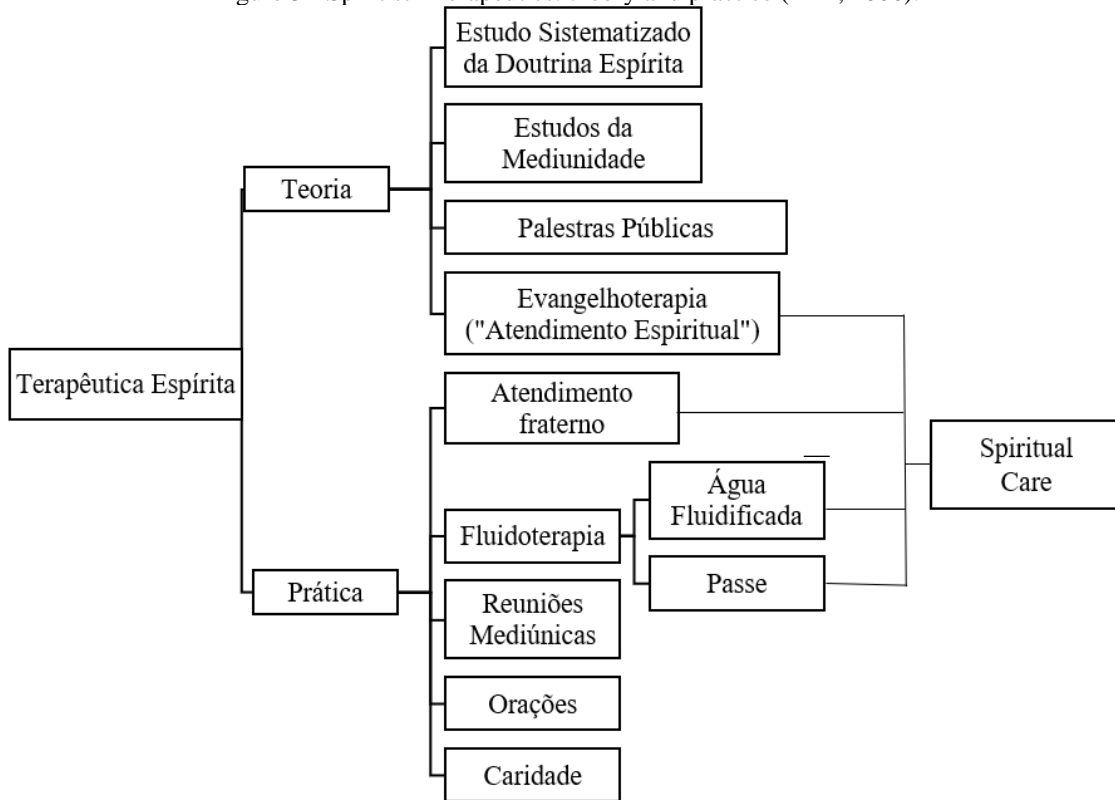 Estudo Sistematizado
da Doutrina Espírita
Estudos da
Mediunidade
Teoria
Palestras Públicas
Evangelhoterapia
("Atendimento Espiritual")
Terapêutica Espírita
Atendimento
fraterno
Spiritual
Care
Água
Fluidificada
Fluidoterapia
Passe
Prática
Reuniões
Mediúnicas
Orações
Caridade